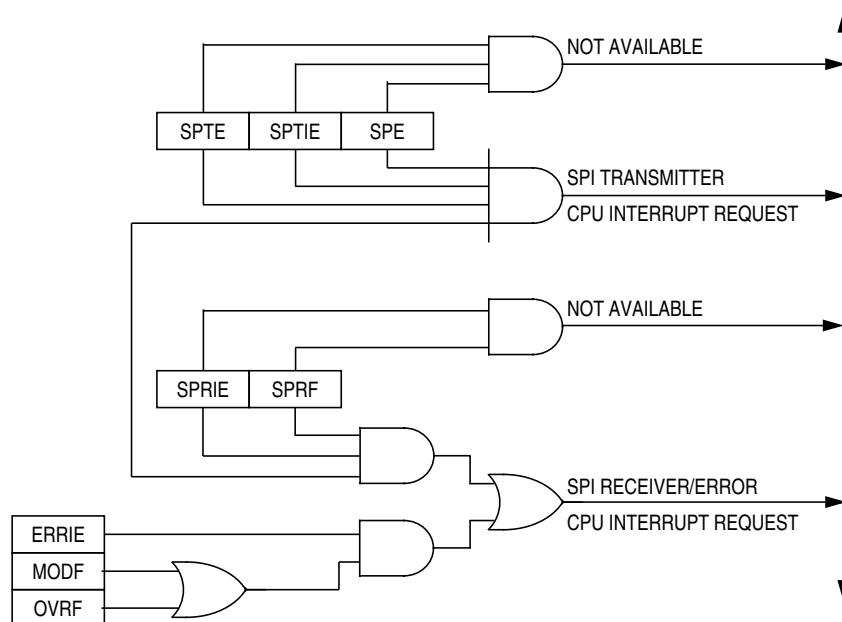 NOT AVAILABLE
SPTE SPTIE SPE
SPI TRANSMITTER
CPU INTERRUPT REQUEST
NOT AVAILABLE
SPRIE SPRF
SPI RECEIVER/ERROR
CPU INTERRUPT REQUEST
ERRIE
MODF
OVRF